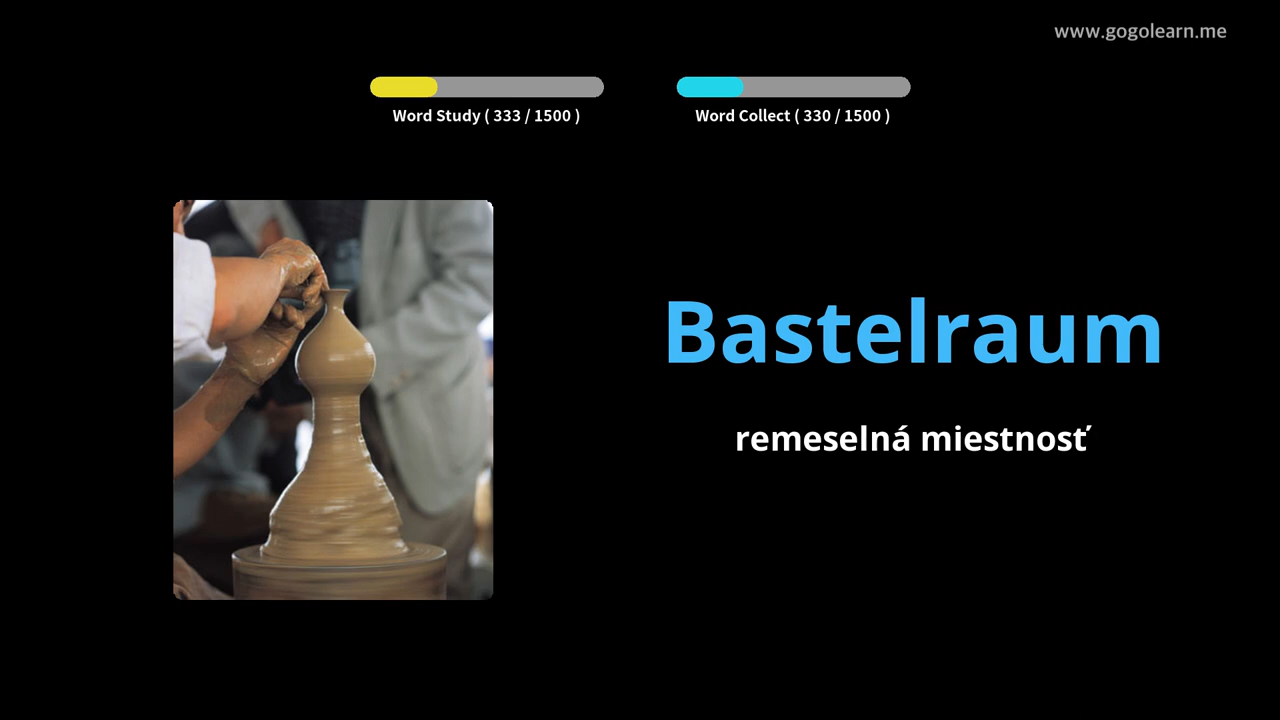 www.gogolearn.me
Word Study ( 333 / 1500 )
Word Collect ( 330 / 1500 )
Bastelraum
remeselná miestnosť